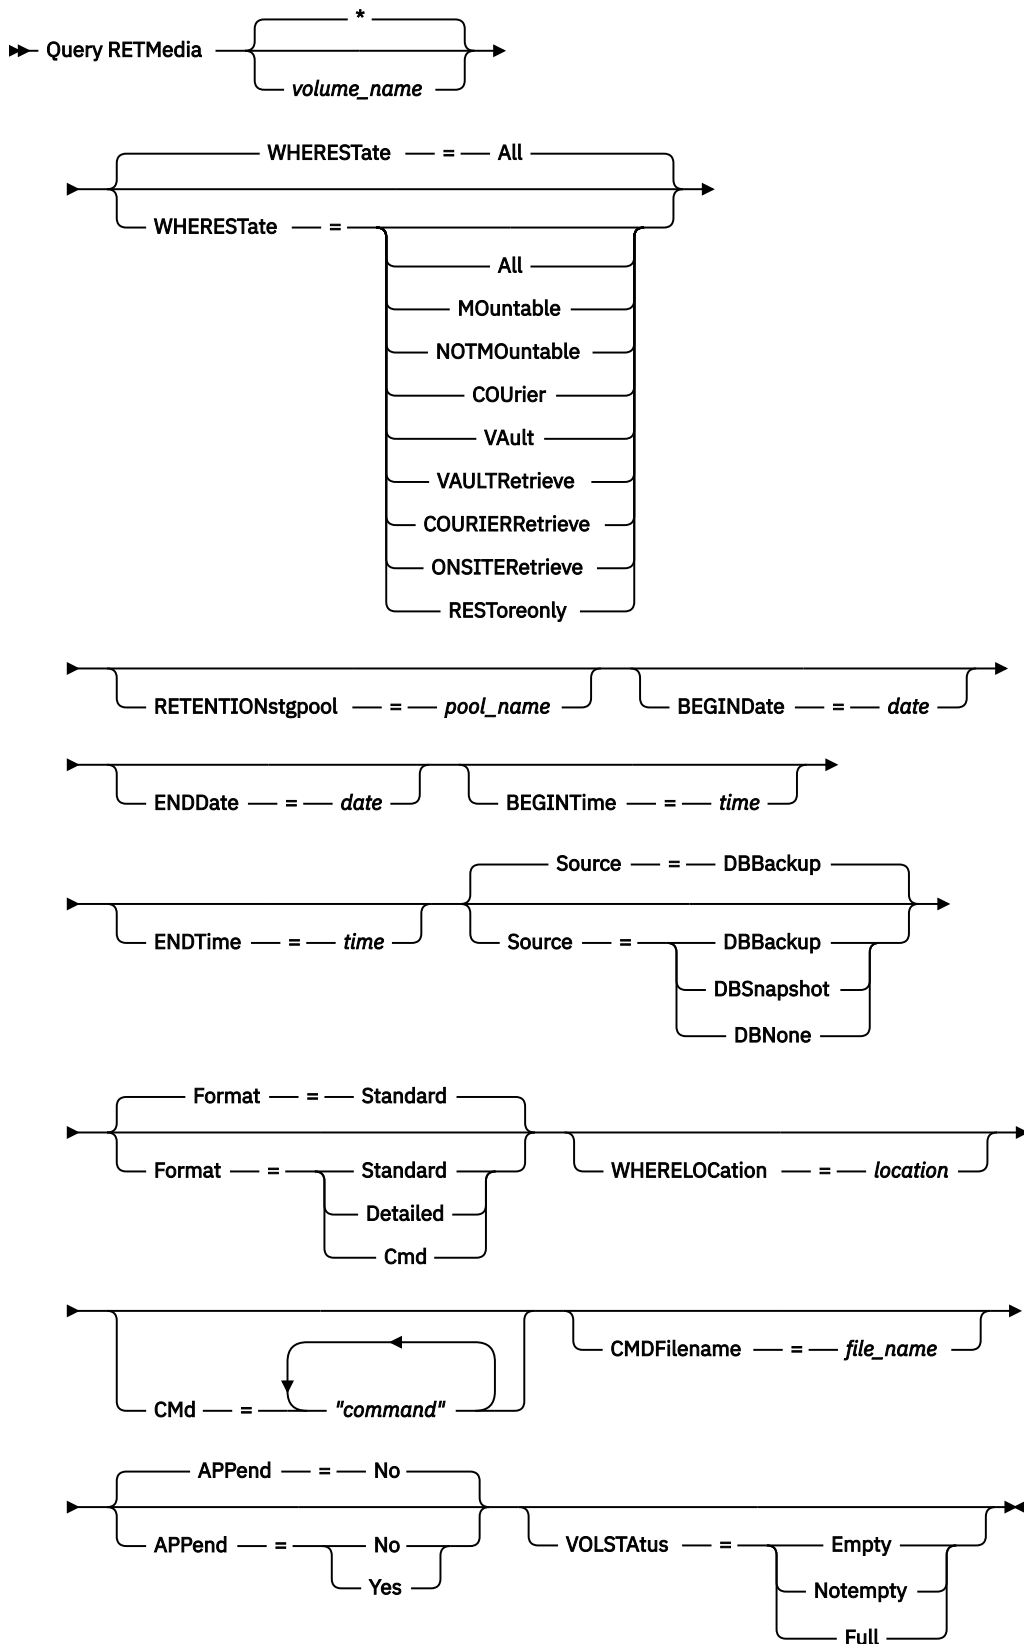 *
Query RETMedia
volume_name
WHERESTate = All
WHERESTate =
All
MOuntable
NOTMOuntable
COUrier
VAult
VAULTRetrieve
COURIERRetrieve
ONSITERetrieve
RESToreonly
RETENTIONstgpool = pool_name BEGINDate = date
ENDDate = date BEGINTime = time
Source = DBBackup
ENDTime = time Source = DBBackup
DBSnapshot
DBNone
Format = Standard
Format = Standard WHERELOCation = location
Detailed
Cmd
CMDFilename = file_name
CMd = "command"
APPend = No
APPend = No VOLSTAtus = Empty
Yes Notempty
Full